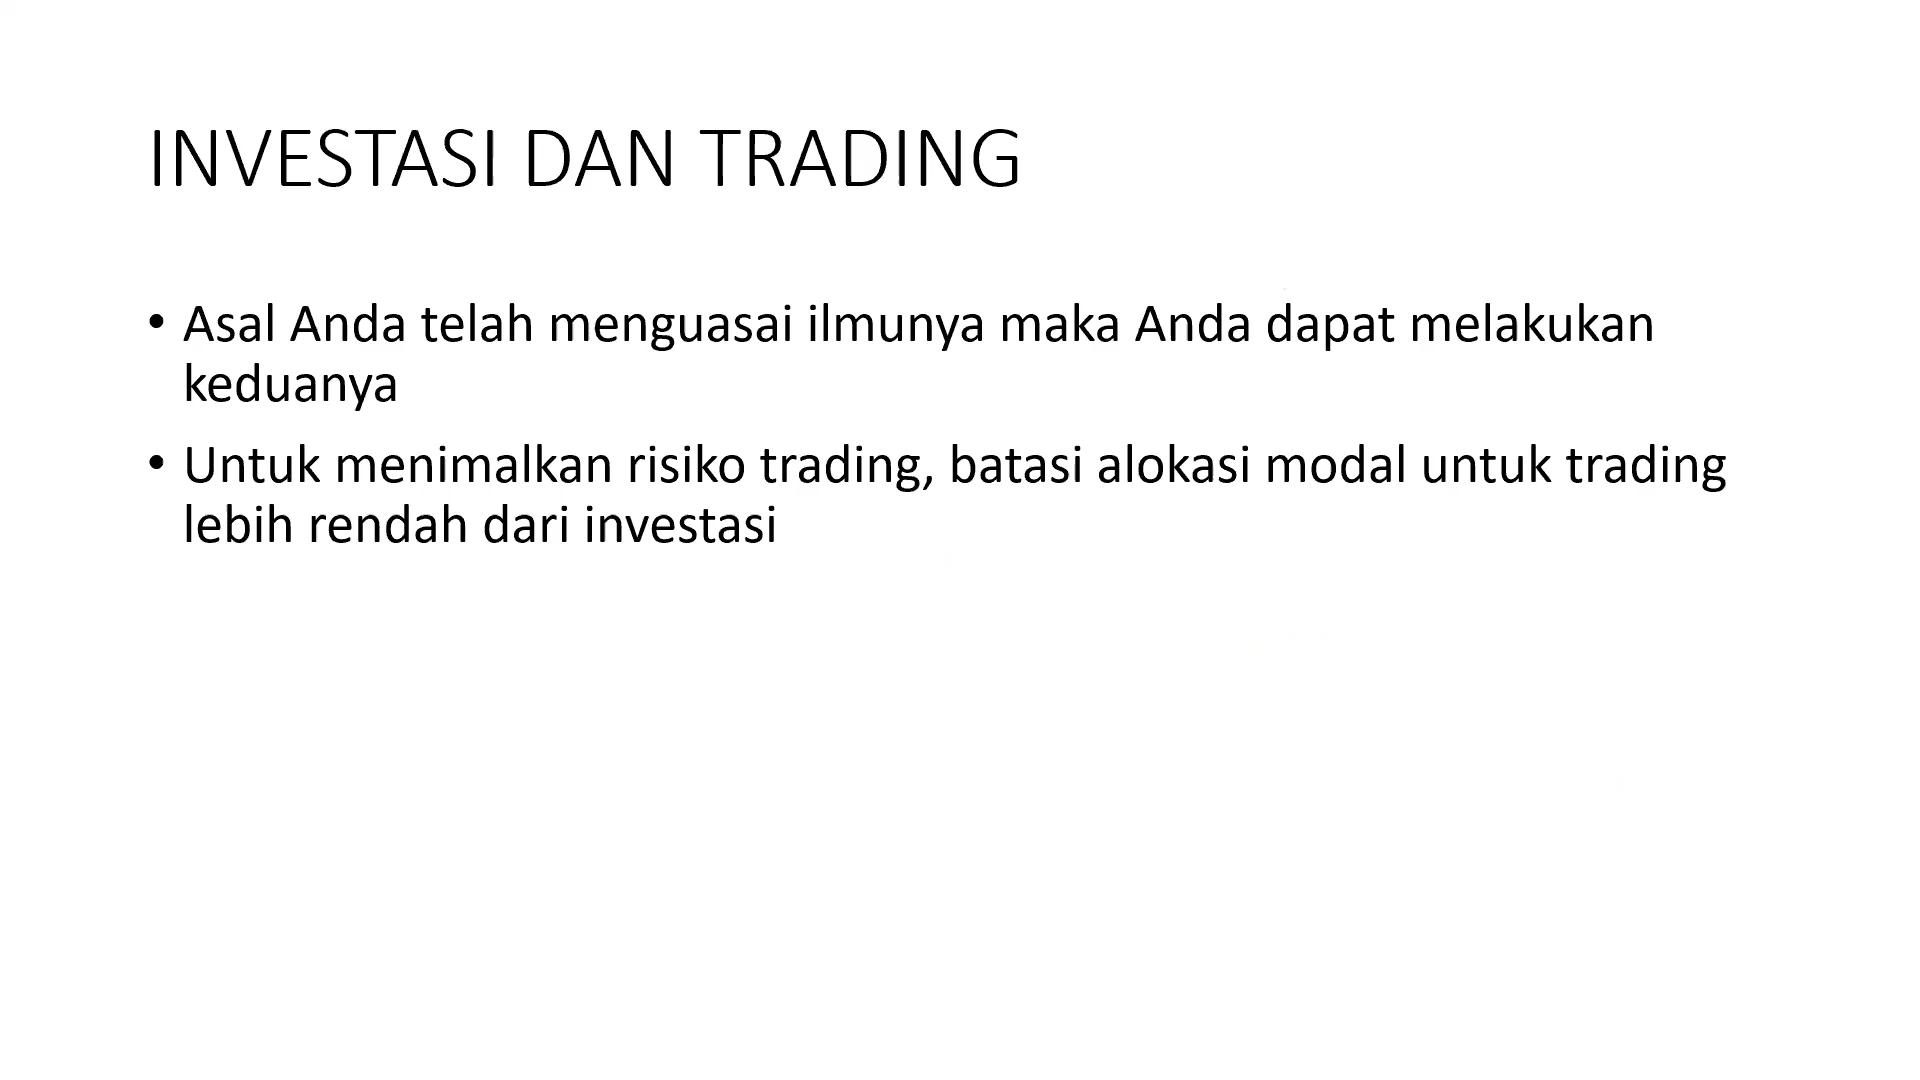 INVESTASI DAN TRADING
• Asal Anda telah menguasai ilmunya maka Anda dapat melakukan
keduanya
• Untuk menimalkan risiko trading, batasi alokasi modal untuk trading
lebih rendah dari investasi